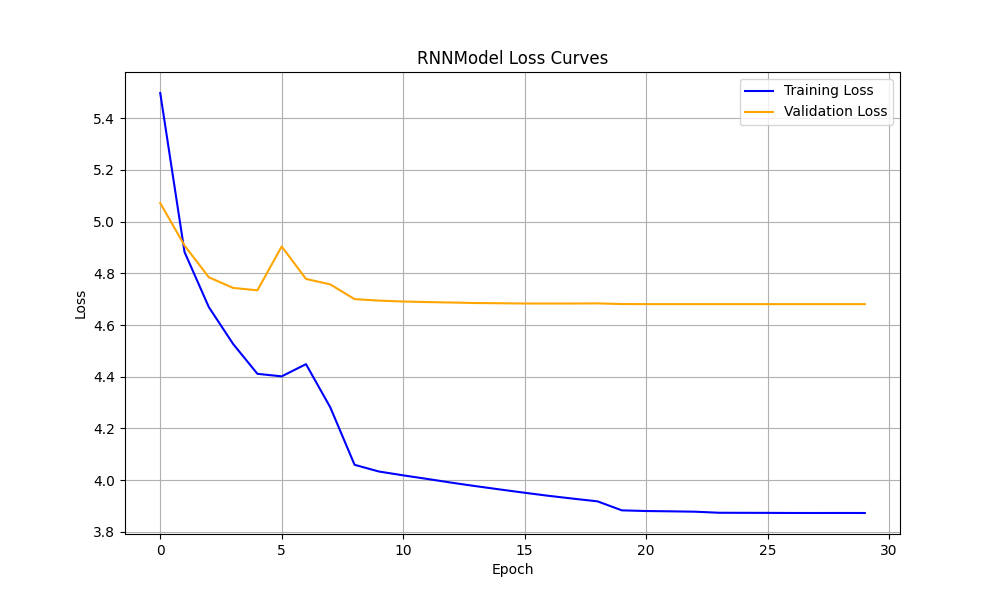 RNNModel Loss Curves
Training Loss
Validation Loss
Loss
5.4
5.2
5.0
4.8
4.6
4.4
4.2
4.0
3.8
0 5 10 15 20 25 30
Epoch